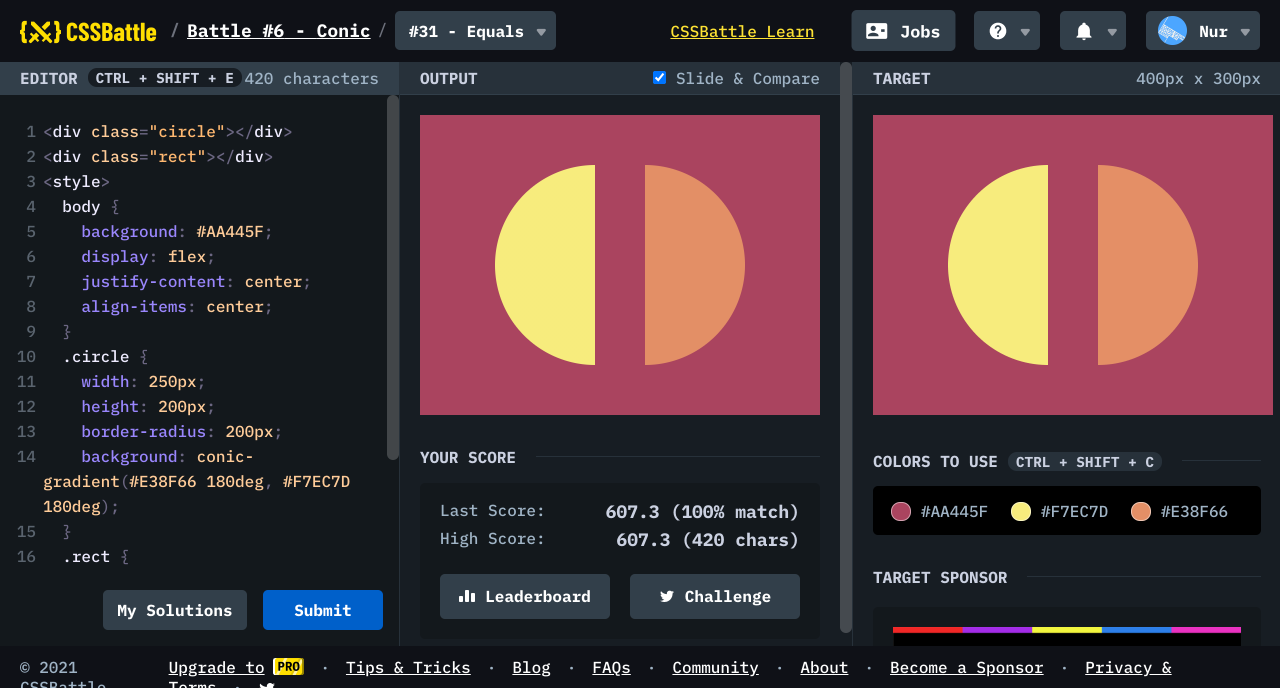 CSSBattle / Battle #6 - Conic / #31 - Equals CSSBattle Learn Jobs Nur
EDITOR CTRL + SHIFT + E 420 characters
OUTPUT Slide & Compare
TARGET 400px x 300px
1 <div class="circle"></div>
2 <div class="rect"></div>
3 <style>
4 body {
5 background: #AA445F;
6 display: flex;
7 justify-content: center;
8 align-items: center;
9 }
10 .circle {
11 width: 250px;
12 height: 200px;
13 border-radius: 200px;
14 background: conic-
gradient(#E38F66 180deg, #F7EC7D
180deg);
15 }
16 .rect {
My Solutions Submit
YOUR SCORE
Last Score: 607.3 (100% match)
High Score: 607.3 (420 chars)
Leaderboard Challenge
COLORS TO USE CTRL + SHIFT + C
#AA445F #F7EC7D #E38F66
TARGET SPONSOR
© 2021
CSSBattle
Upgrade to PRO · Tips & Tricks · Blog · FAQs · Community · About · Become a Sponsor · Privacy &
Terms ·